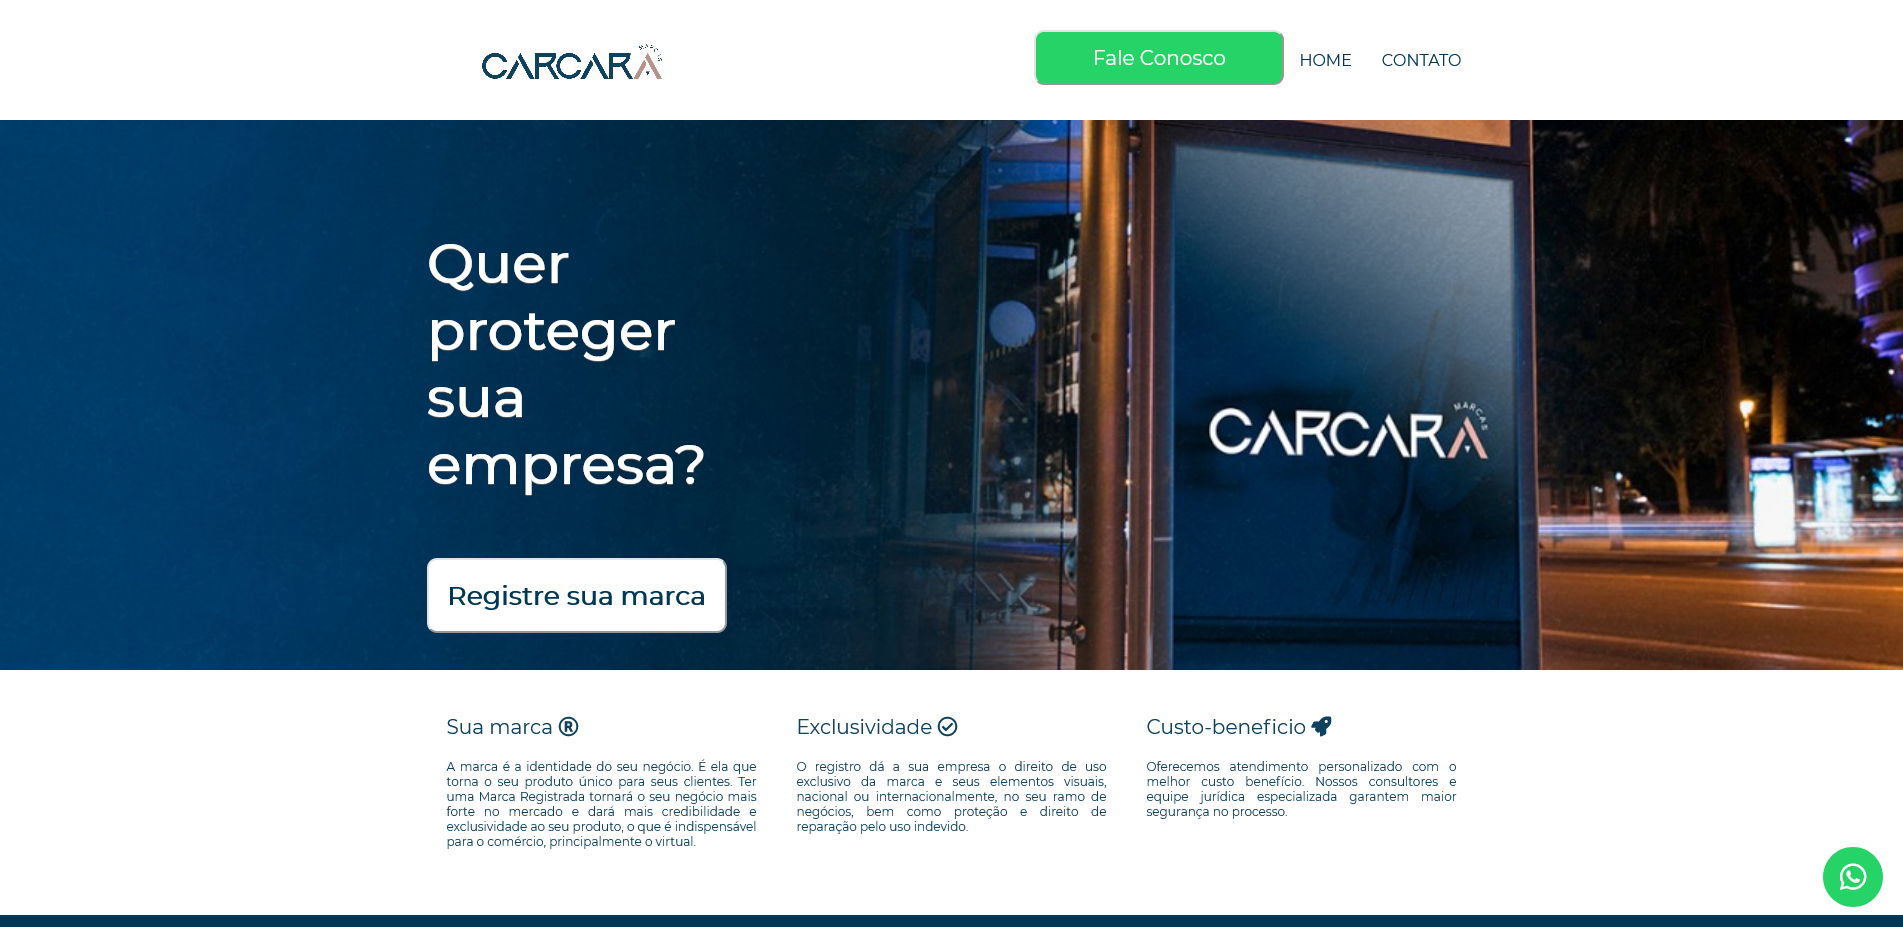 CARCARA
MARCAS
Fale Conosco
HOME
CONTATO
Quer
proteger
sua
empresa?
CARCARA
MARCAS
Registre sua marca
Sua marca ®
A marca é a identidade do seu negócio. É ela que
torna o seu produto único para seus clientes. Ter
uma Marca Registrada tornará o seu negócio mais
forte no mercado e dará mais credibilidade e
exclusividade ao seu produto, o que é indispensável
para o comércio, principalmente o virtual.
Exclusividade
O registro dá a sua empresa o direito de uso
exclusivo da marca e seus elementos visuais,
nacional ou internacionalmente, no seu ramo de
negócios, bem como proteção e direito de
reparação pelo uso indevido.
Custo-beneficio
Oferecemos atendimento personalizado com o
melhor custo benefício. Nossos consultores e
equipe jurídica especializada garantem maior
segurança no processo.